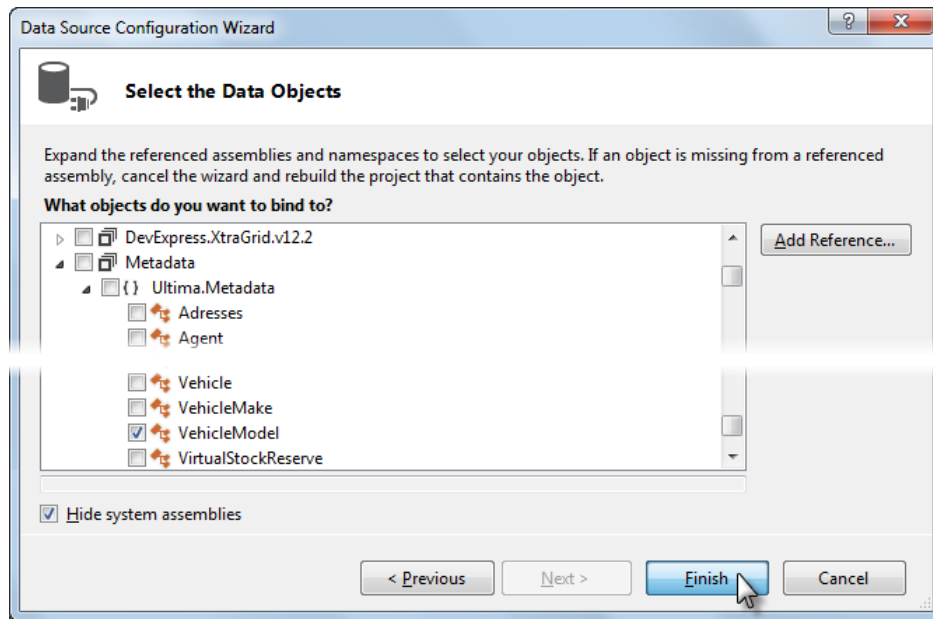 Data Source Configuration Wizard
?
Select the Data Objects
Expand the referenced assemblies and namespaces to select your objects. If an object is missing from a referenced
assembly, cancel the wizard and rebuild the project that contains the object.
What objects do you want to bind to?
DevExpress.XtraGrid.v12.2
Add Reference...
Metadata
{} Ultima.Metadata
Adresses
Agent
Vehicle
VehicleMake
VehicleModel
VirtualStockReserve
Hide system assemblies
< Previous
Next >
Finish
Cancel